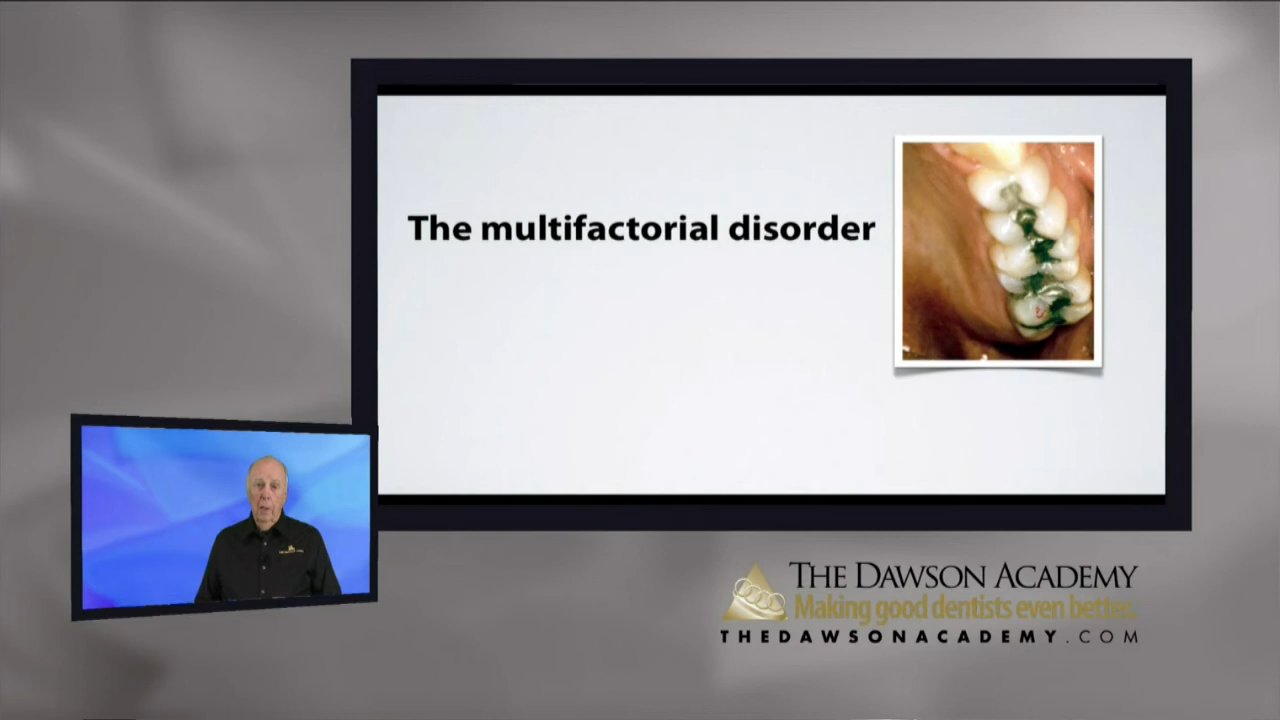 The multifactorial disorder
THE DAWSON ACADEMY
Making good dentists even better.
THEDAWSONACADEMY.COM